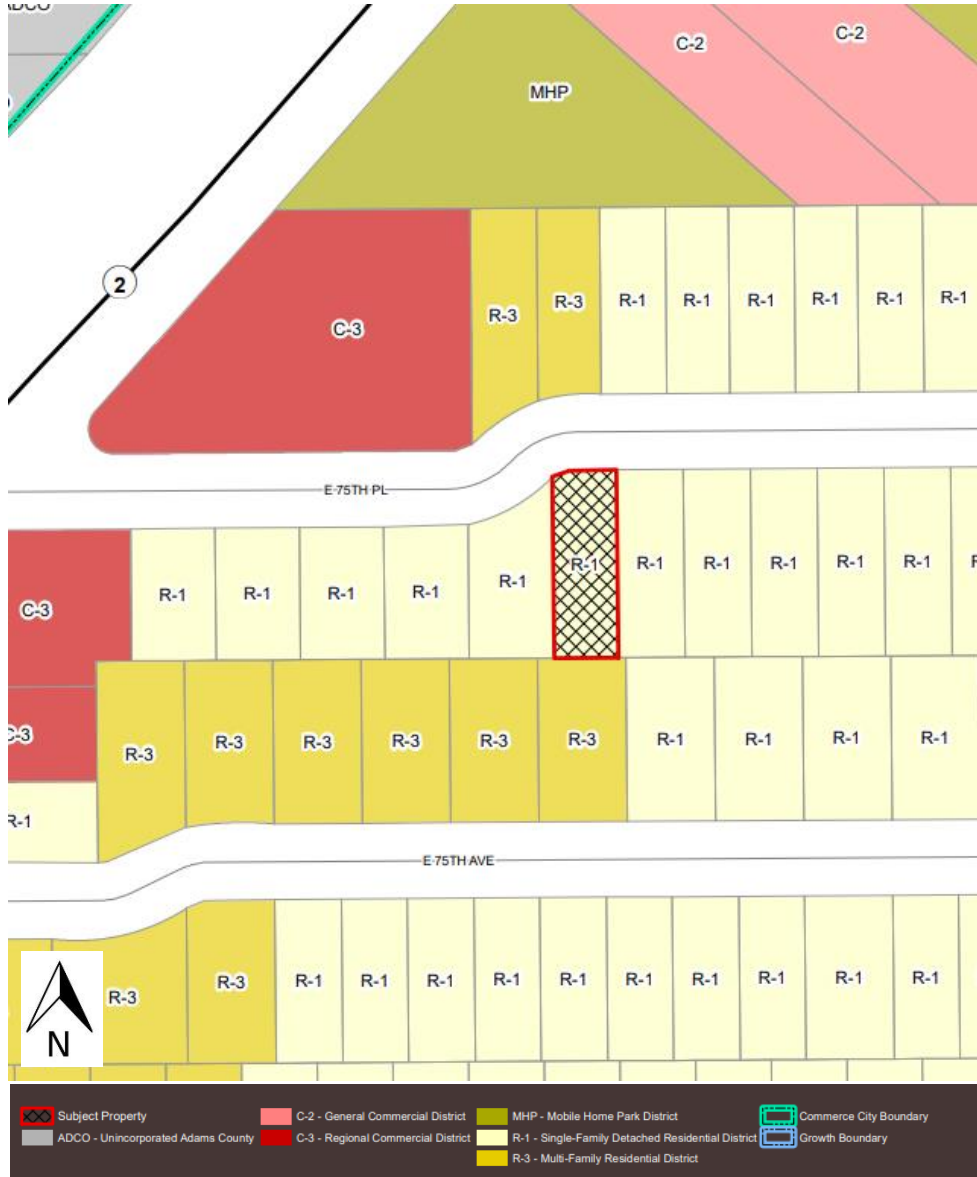 ADCO
C-2
C-2
MHP
2
C-3
R-3
R-3
R-1
R-1
R-1
R-1
R-1
R-1
E 75TH PL
C-3
R-1
R-1
R-1
R-1
R-1
R-1
R-1
R-1
R-1
R-1
R-1
C-3
R-3
R-3
R-3
R-3
R-3
R-3
R-1
R-1
R-1
R-1
R-1
E 75TH AVE
R-3
R-3
R-1
R-1
R-1
R-1
R-1
R-1
R-1
R-1
R-1
R-1
N
Subject Property
ADCO - Unincorporated Adams County
C-2 - General Commercial District
C-3 - Regional Commercial District
MHP - Mobile Home Park District
R-1 - Single-Family Detached Residential District
R-3 - Multi-Family Residential District
Commerce City Boundary
Growth Boundary